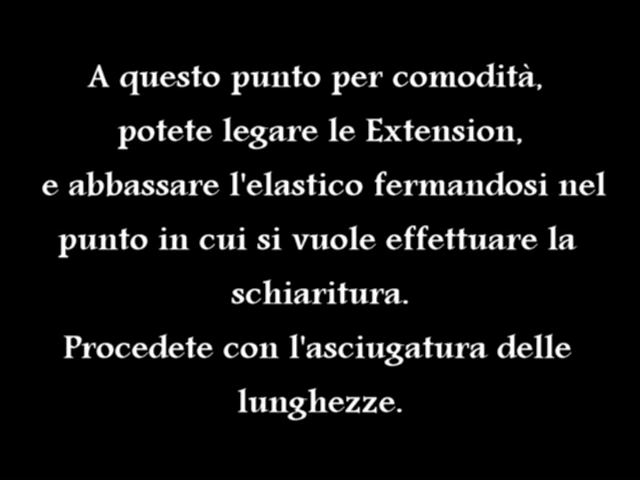 A questo punto per comodità,
potete legare le Extension,
e abbassare l'elastico fermandosi nel
punto in cui si vuole effettuare la
schiaritura.
Procedete con l'asciugatura delle
lunghezze.